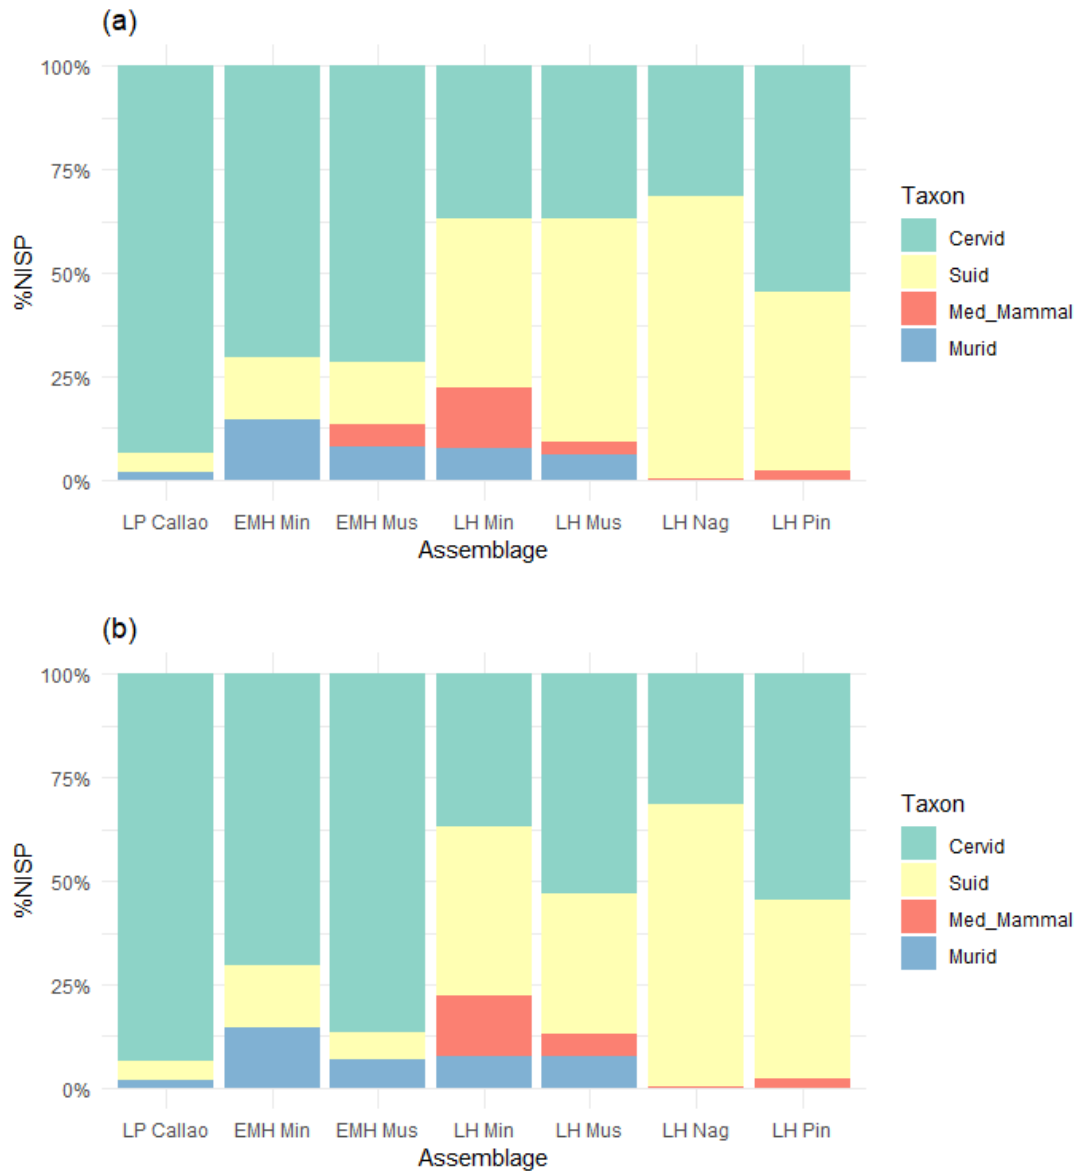 (a)
100%
75%
50%
25%
0%
%NISP
LP Callao EMH Min EMH Mus LH Min LH Mus LH Nag LH Pin
Assemblage
Taxon
Cervid
Suid
Med_Mammal
Murid
(b)
100%
75%
50%
25%
0%
%NISP
LP Callao EMH Min EMH Mus LH Min LH Mus LH Nag LH Pin
Assemblage
Taxon
Cervid
Suid
Med_Mammal
Murid